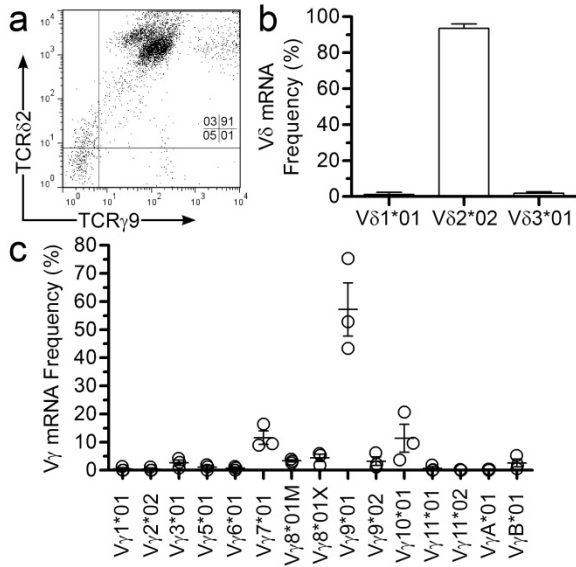 a
TCRδ2
10⁴
10³
10²
10¹
10⁰
03 91
05 01
10⁰ 10¹ 10² 10³ 10⁴
TCRγ9
b
Vδ mRNA
Frequency (%)
100
80
60
40
20
0
Vδ1*01 Vδ2*02 Vδ3*01
c
Vγ mRNA Frequency (%)
80
70
60
50
40
30
20
10
0
Vγ1*01
Vγ2*02
Vγ3*01
Vγ5*01
Vγ6*01
Vγ7*01
Vγ8*01M
Vγ8*01X
Vγ9*01
Vγ9*02
Vγ10*01
Vγ11*01
Vγ11*02
VγA*01
VγB*01